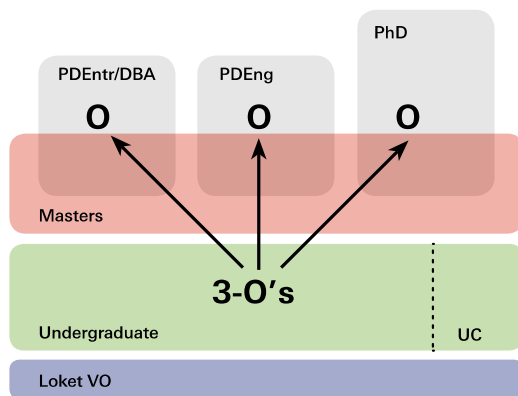 PhD
PDEntr/DBA
PDEng
O
O
O
Masters
3-O's
Undergraduate
UC
Loket VO